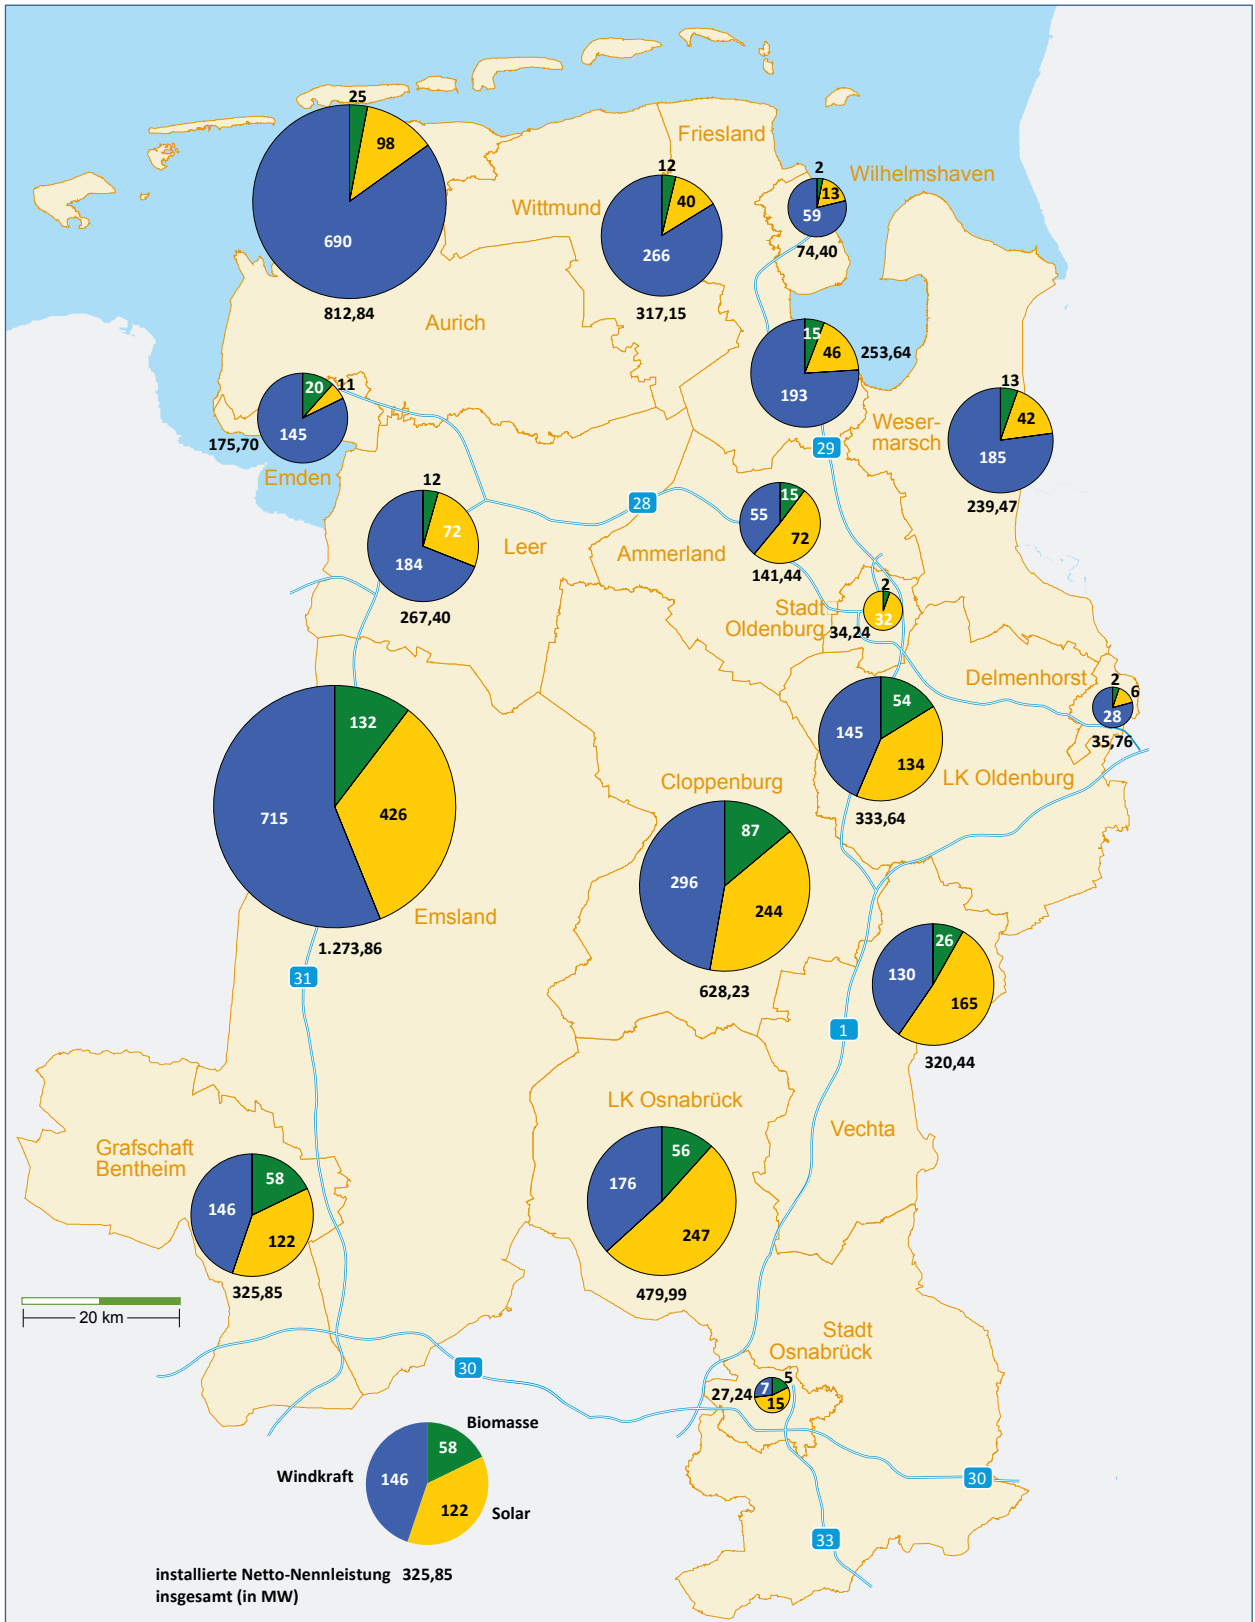 25
98
690
812,84
Aurich
Friesland
12
40
266
317,15
Wittmund
2
13
59
74,40
Wilhelmshaven
15
46
193
253,64
13
42
185
239,47
Weser-
marsch
20
11
145
175,70
Emden
29
28
12
72
184
267,40
Leer
15
55
72
141,44
Ammerland
2
32
34,24
Stadt
Oldenburg
Delmenhorst
2
6
28
35,76
54
145
134
333,64
LK Oldenburg
132
715
426
1.273,86
Emsland
Cloppenburg
87
296
244
628,23
31
26
130
165
320,44
1
Vechta
LK Osnabrück
56
176
247
479,99
Grafschaft
Bentheim
58
146
122
325,85
20 km
Stadt
Osnabrück
5
7
15
27,24
30
30
33
Biomasse
58
Windkraft
146
122
Solar
installierte Netto-Nennleistung 325,85
insgesamt (in MW)